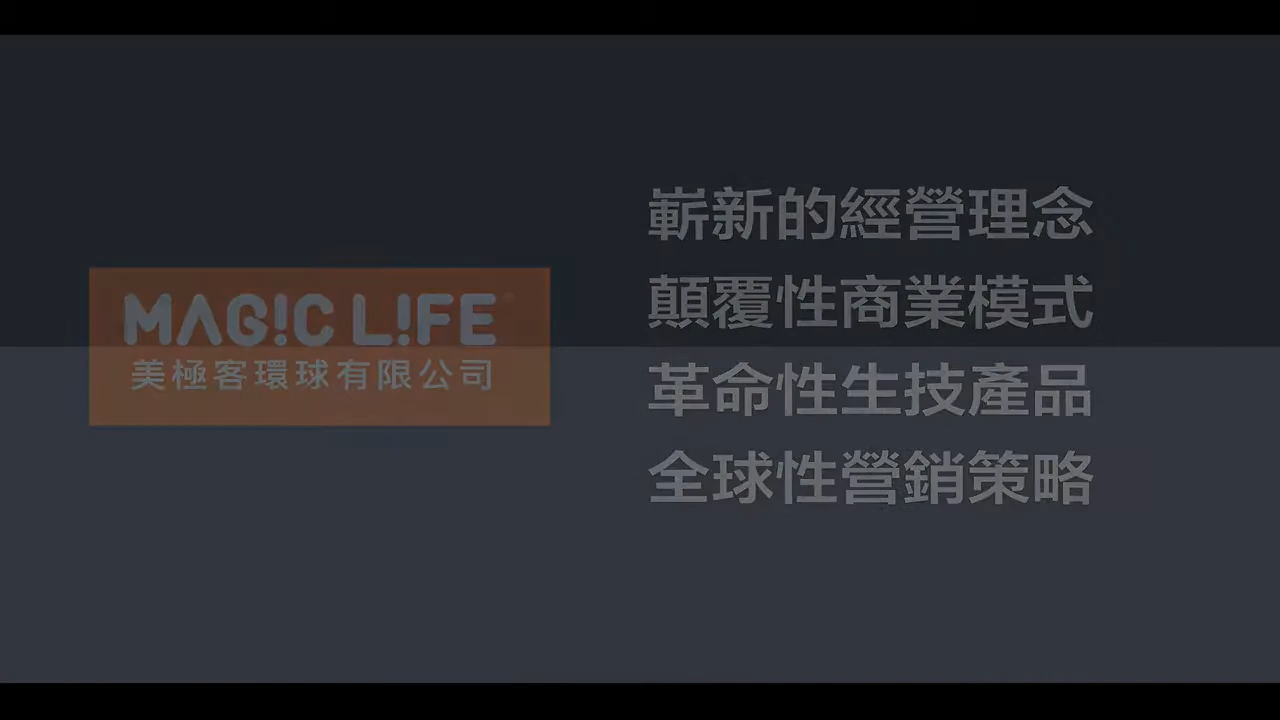 MAG!C L!FE
美極客環球有限公司
嶄新的經營理念
顛覆性商業模式
革命性生技產品
全球性營銷策略